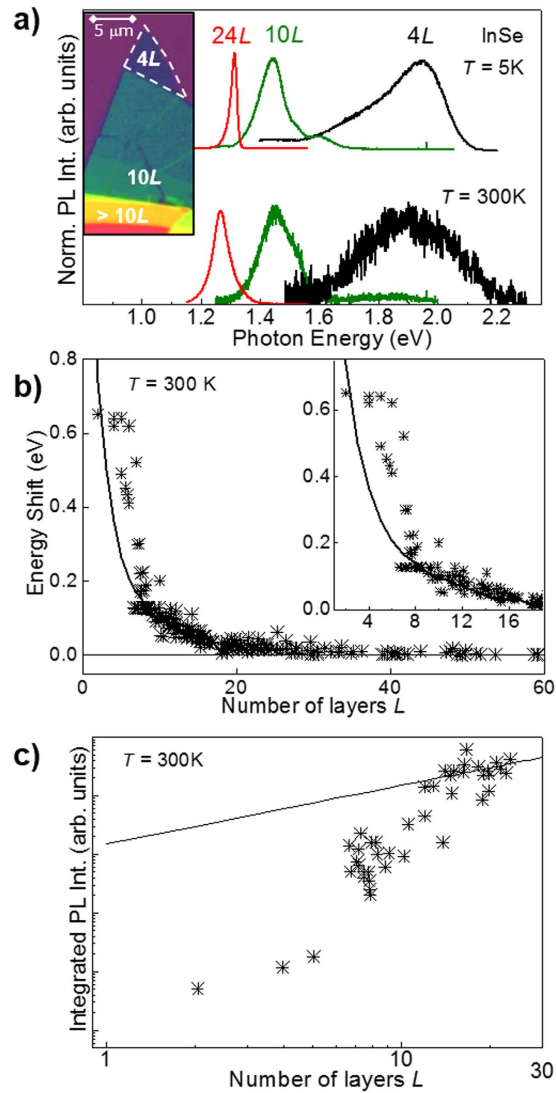 a)
5 µm
4L
10L
> 10L
24L
10L
4L
InSe
T = 5K
T = 300K
Norm. PL Int. (arb. units)
1.0
1.2
1.4
1.6
1.8
2.0
2.2
Photon Energy (eV)
b)
T = 300 K
Energy Shift (eV)
0.8
0.6
0.4
0.2
0.0
0.6
0.4
0.2
0.0
4
8
12
16
0
20
40
60
Number of layers L
c)
T = 300K
Integrated PL Int. (arb. units)
1
10
30
Number of layers L